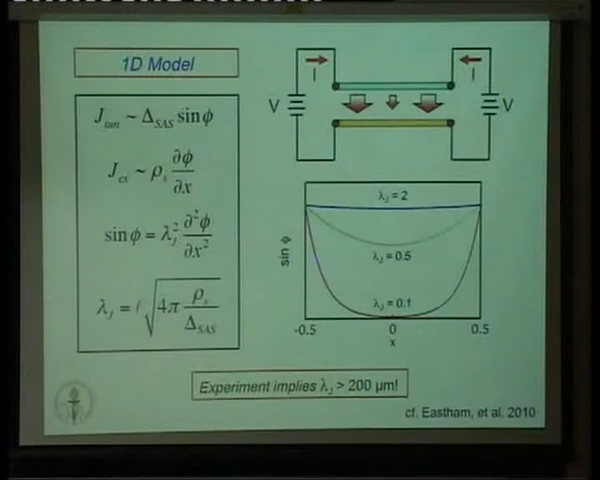 1D Model
J_tan ~ Δ_SAS sin ϕ
J_ex ~ ρ_s ∂ϕ/∂x
sin ϕ = λ_J² ∂²ϕ/∂x²
λ_J = ℓ √(4π ρ_s/Δ_SAS)
I I
V V
λ_J = 2
λ_J = 0.5
λ_J = 0.1
sin ϕ
-0.5 0 0.5
x
Experiment implies λ_J > 200 µm!
cf. Eastham, et al. 2010